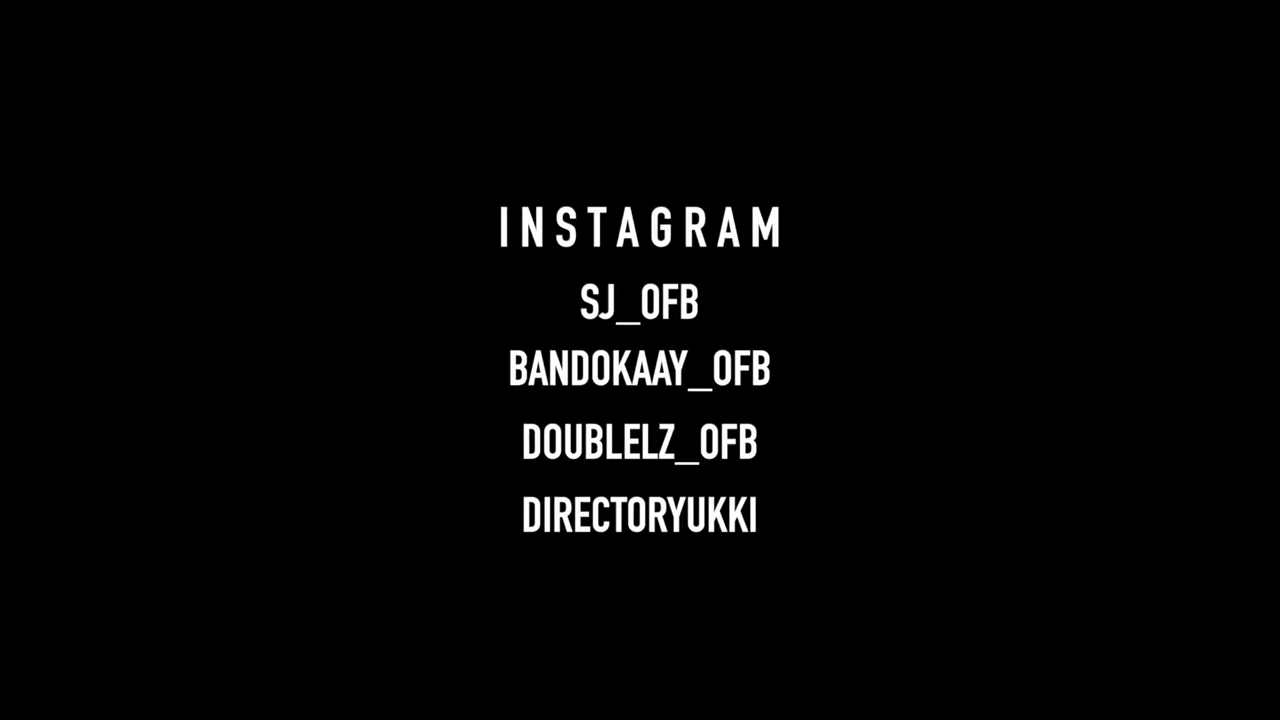 INSTAGRAM
SJ_OFB
BANDOKAAY_OFB
DOUBLELZ_OFB
DIRECTORYUKKI